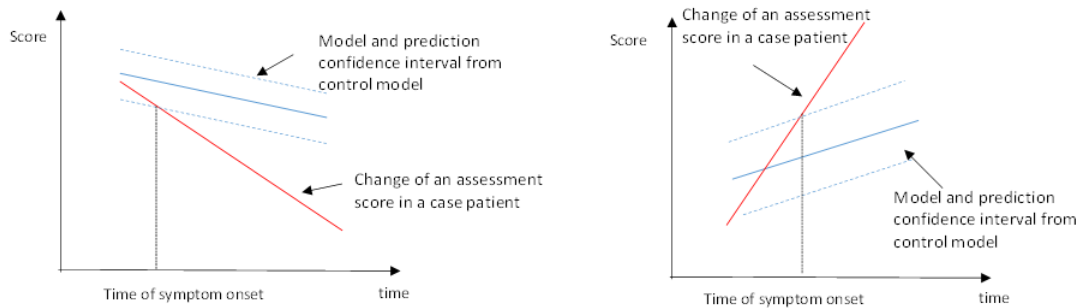 Score
Model and prediction
confidence interval from
control model
Change of an assessment
score in a case patient
Time of symptom onset
time
Change of an assessment
score in a case patient
Score
Model and prediction
confidence interval from
control model
Time of symptom onset
time